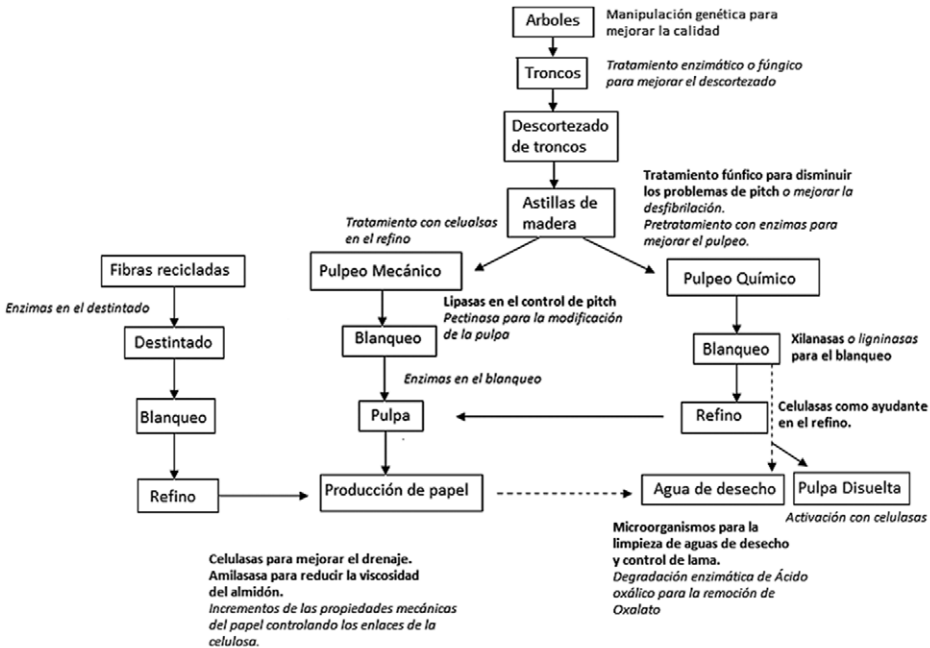 Arboles
Manipulación genética para
mejorar la calidad
Troncos
Tratamiento enzimático o fúngico
para mejorar el descortezado
Descortezado
de troncos
Astillas de
madera
Tratamiento fúnfico para disminuir
los problemas de pitch o mejorar la
desfibrilación.
Pretratamiento con enzimas para
mejorar el pulpeo.
Tratamiento con celualsas
en el refino
Fibras recicladas
Pulpeo Mecánico
Pulpeo Químico
Enzimas en el destintado
Lipasas en el control de pitch
Pectinasa para la modificación
de la pulpa
Destintado
Blanqueo
Blanqueo
Xilanasas o ligninasas
para el blanqueo
Enzimas en el blanqueo
Blanqueo
Pulpa
Refino
Celulasas como ayudante
en el refino.
Refino
Producción de papel
Agua de desecho
Pulpa Disuelta
Activación con celulasas
Microorganismos para la
limpieza de aguas de desecho
y control de lama.
Degradación enzimática de Ácido
oxálico para la remoción de
Oxalato
Celulasas para mejorar el drenaje.
Amilasasa para reducir la viscosidad
del almidón.
Incrementos de las propiedades mecánicas
del papel controlando los enlaces de la
celulosa.